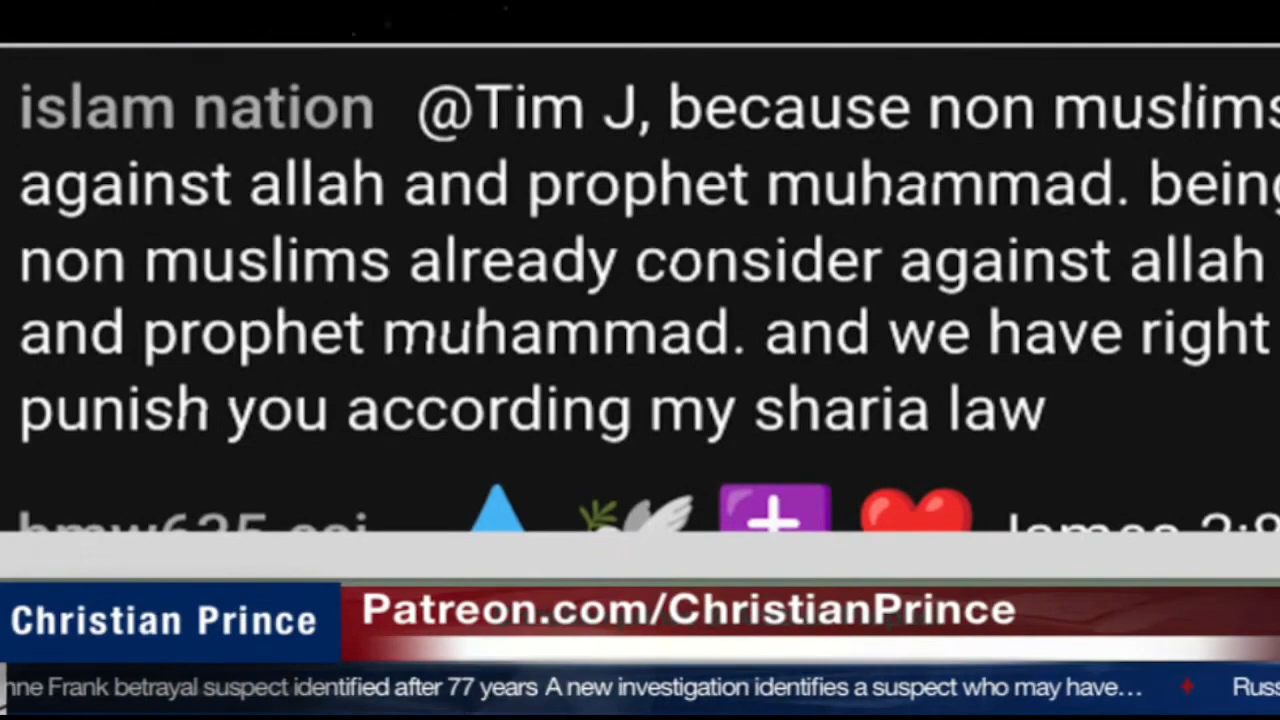 islam nation @Tim J, because non muslims
against allah and prophet muhammad. being
non muslims already consider against allah
and prophet muhammad. and we have right
punish you according my sharia law
Christian Prince
Patreon.com/ChristianPrince
Frank betrayal suspect identified after 77 years A new investigation identifies a suspect who may have... Russ